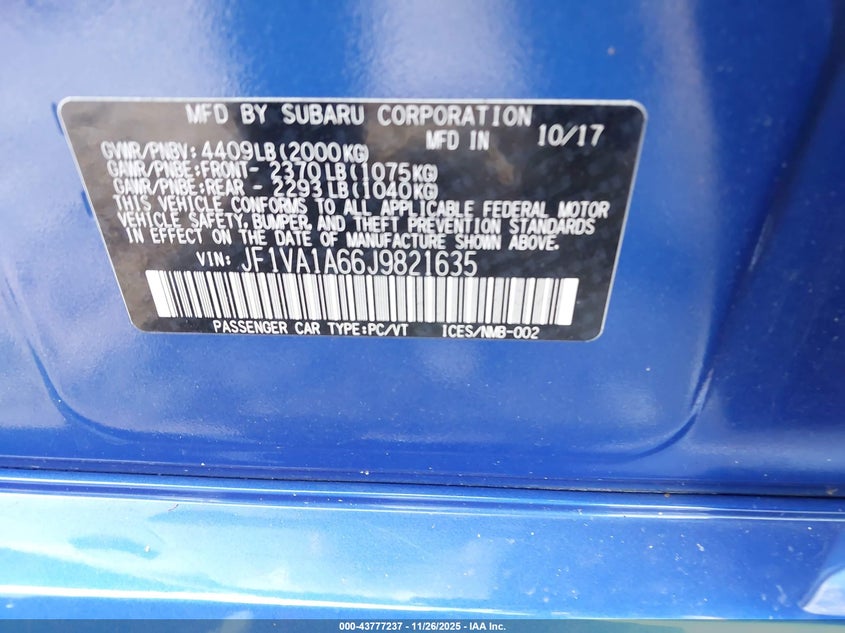 MFD BY SUBARU CORPORATION
MFD IN 10/17
GVWR/PNBV: 4409LB(2000KG)
GAWR/PNBE:FRONT- 2370LB(1075KG)
GAWR/PNBE:REAR - 2293LB(1040KG)
THIS VEHICLE CONFORMS TO ALL APPLICABLE FEDERAL MOTOR
VEHICLE SAFETY, BUMPER, AND THEFT PREVENTION STANDARDS
IN EFFECT ON THE DATE OF MANUFACTURE SHOWN ABOVE.
VIN: JF1VA1A66J9821635
PASSENGER CAR TYPE:PC/VT ICES/NMB-002
000-43777237 - 11/26/2025 - IAA Inc.